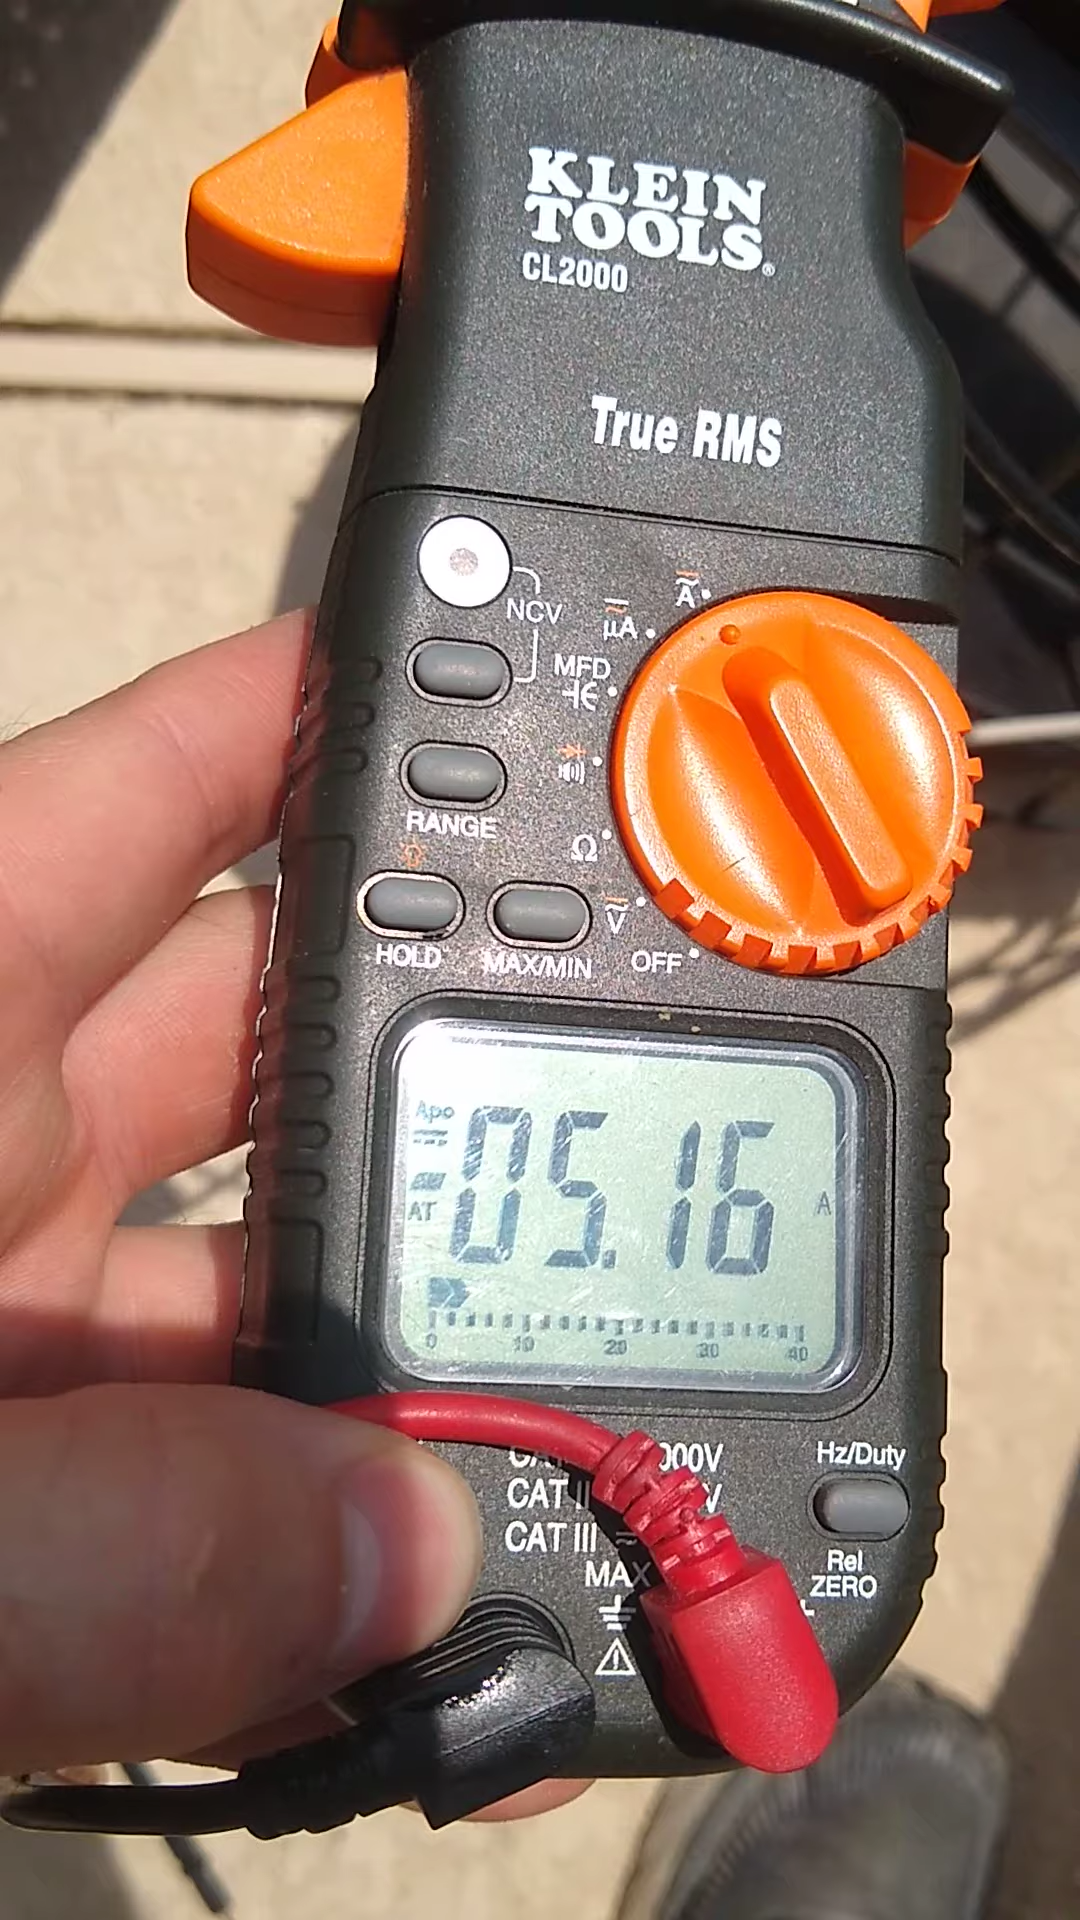 KLEIN
TOOLS®
CL2000
True RMS
NCV
A
µA
MFD
RANGE
Ω
V
HOLD
MAX/MIN
OFF
Apo
-05.16 A
AT
0 10 20 30 40
000V
Hz/Duty
CAT II V
CAT III
MAX
Rel
ZERO
+